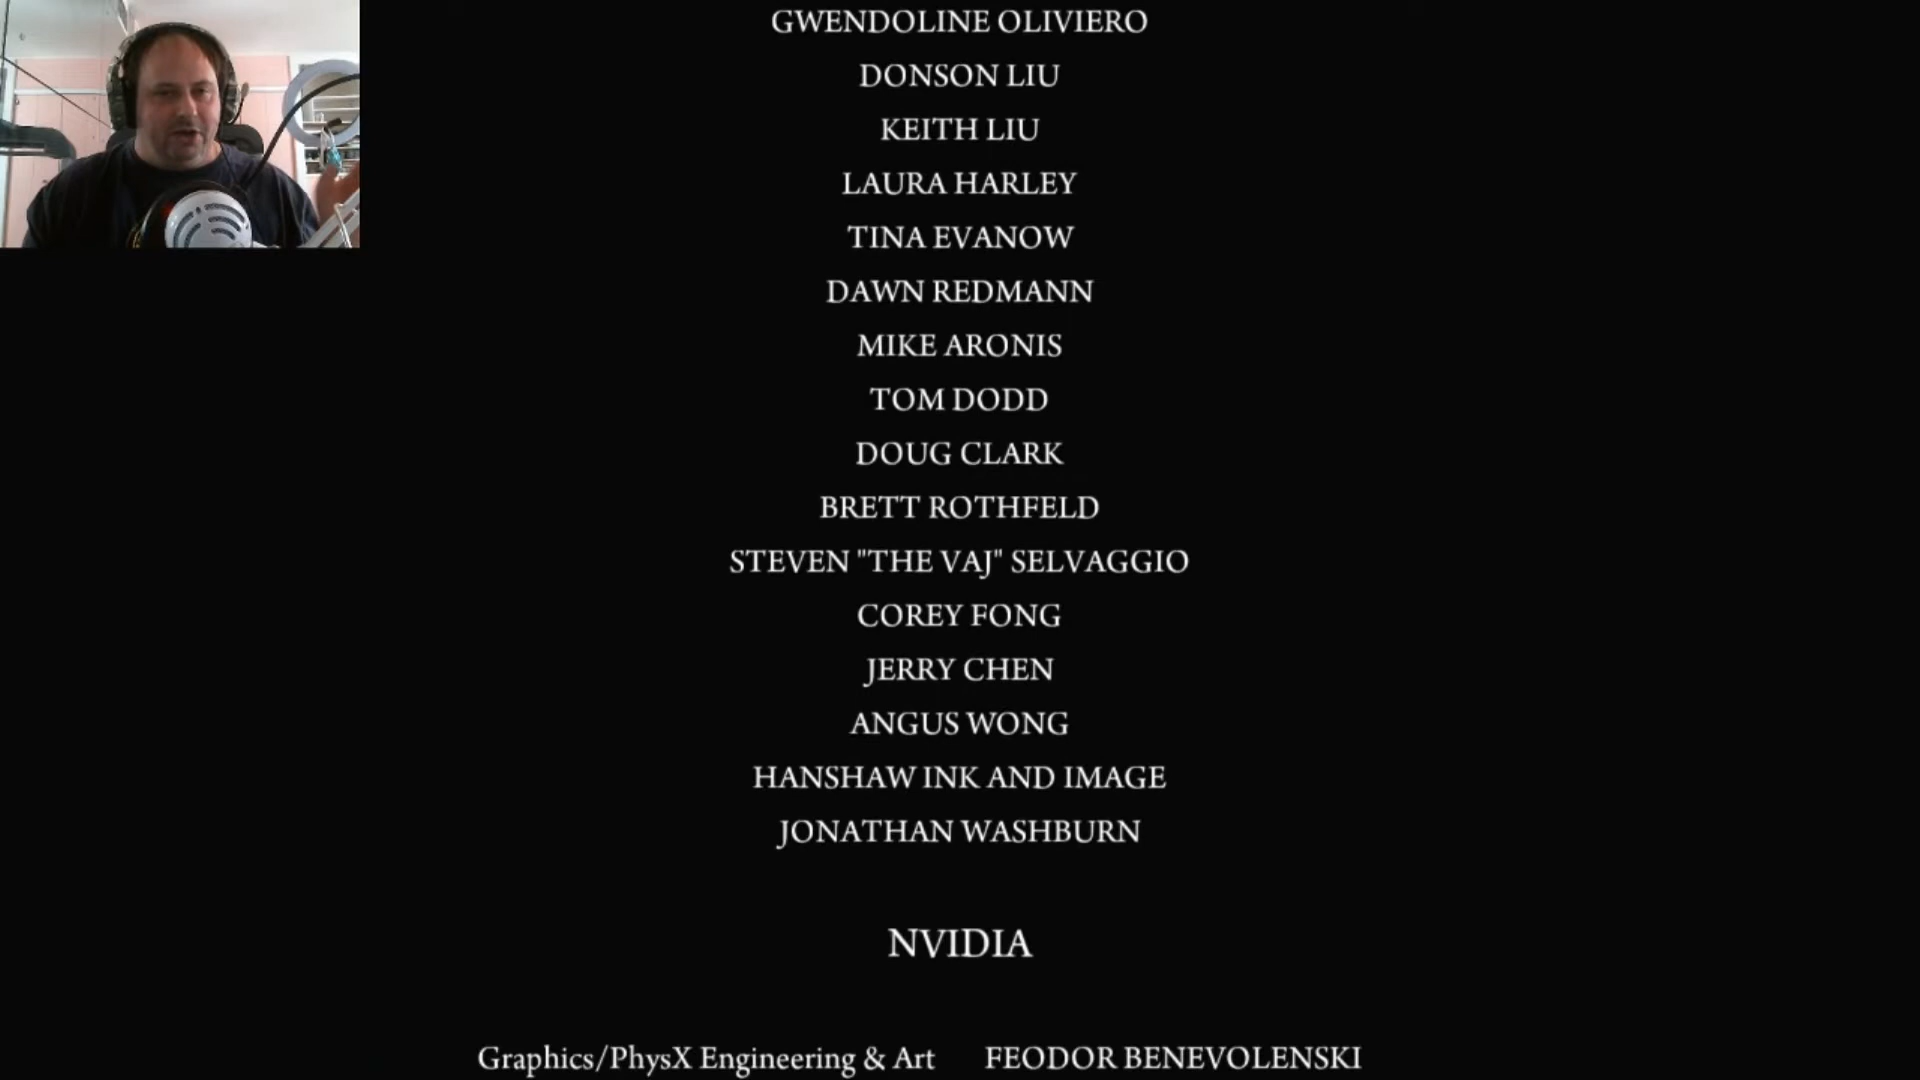 GWENDOLINE OLIVIERO
DONSON LIU
KEITH LIU
LAURA HARLEY
TINA EVANOW
DAWN REDMANN
MIKE ARONIS
TOM DODD
DOUG CLARK
BRETT ROTHFELD
STEVEN "THE VAJ" SELVAGGIO
COREY FONG
JERRY CHEN
ANGUS WONG
HANSHAW INK AND IMAGE
JONATHAN WASHBURN
NVIDIA
Graphics/PhysX Engineering & Art FEODOR BENEVOLENSKI